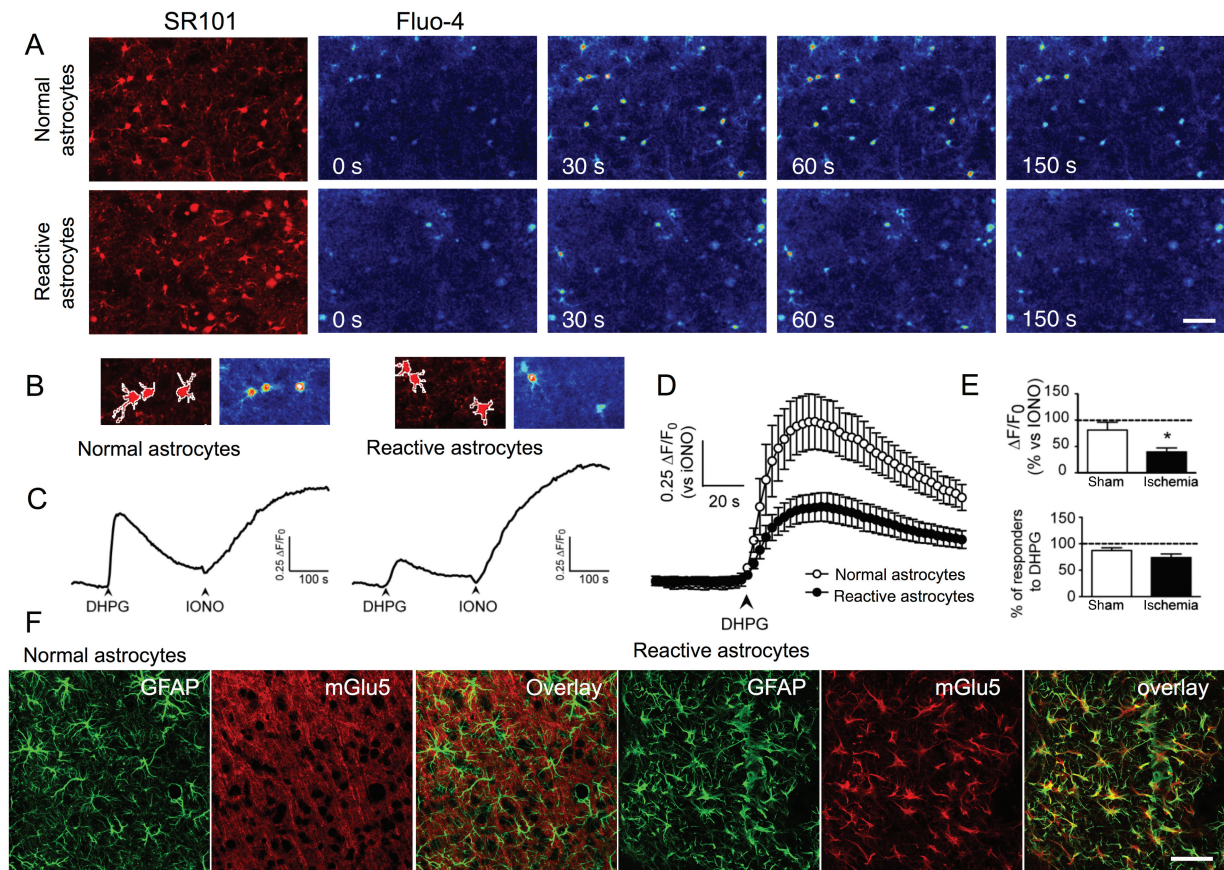 SR101
Fluo-4
A
Normal
astrocytes
0 s
30 s
60 s
150 s
Reactive
astrocytes
0 s
30 s
60 s
150 s
B
Normal astrocytes
Reactive astrocytes
C
0.25 ΔF/F0
100 s
DHPG
IONO
0.25 ΔF/F0
100 s
DHPG
IONO
D
0.25 ΔF/F0
(vs iONO)
20 s
Normal astrocytes
Reactive astrocytes
DHPG
E
ΔF/F0
(% vs IONO)
150
100
50
0
*
Sham
Ischemia
% of responders
to DHPG
150
100
50
0
Sham
Ischemia
F
Normal astrocytes
Reactive astrocytes
GFAP
mGlu5
Overlay
GFAP
mGlu5
overlay